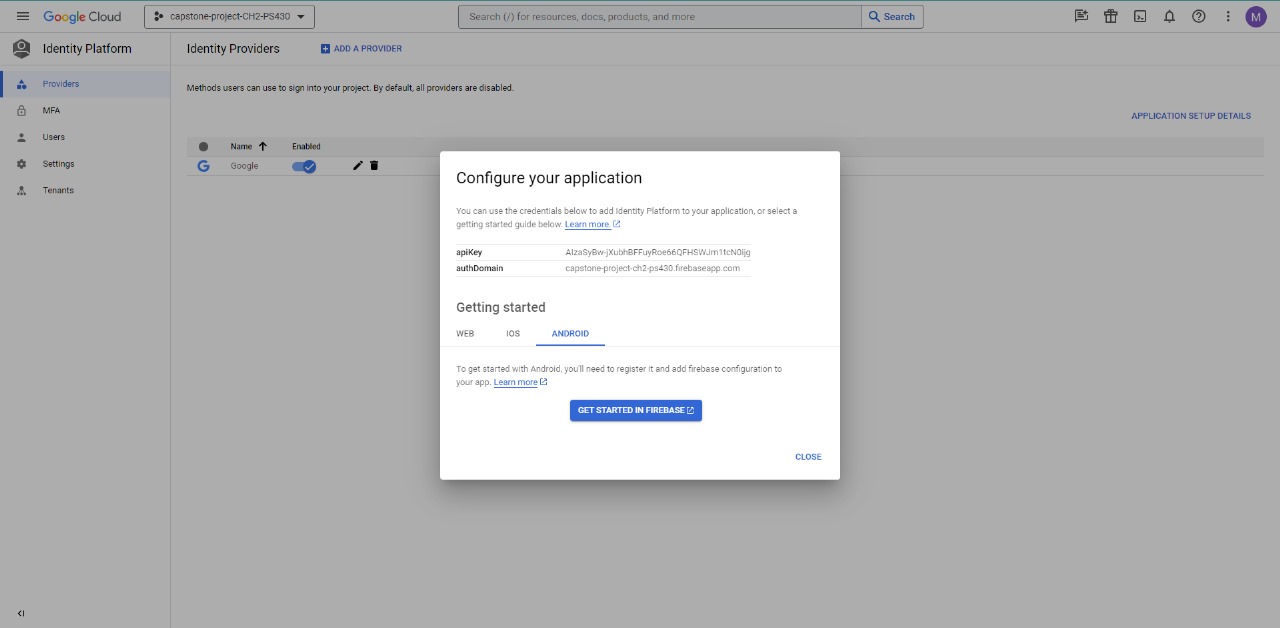 Google Cloud
capstone-project-CH2-PS430
Search (/) for resources, docs, products, and more
Search
M
Identity Platform
Identity Providers
ADD A PROVIDER
Providers
MFA
Users
Settings
Tenants
Methods users can use to sign into your project. By default, all providers are disabled.
APPLICATION SETUP DETAILS
Name
Enabled
Google
Configure your application
You can use the credentials below to add Identity Platform to your application, or select a
getting started guide below. Learn more.
apiKey
authDomain capstone-project-ch2-ps430.firebaseapp.com
Getting started
WEB IOS ANDROID
To get started with Android, you'll need to register it and add firebase configuration to
your app. Learn more
GET STARTED IN FIREBASE
CLOSE